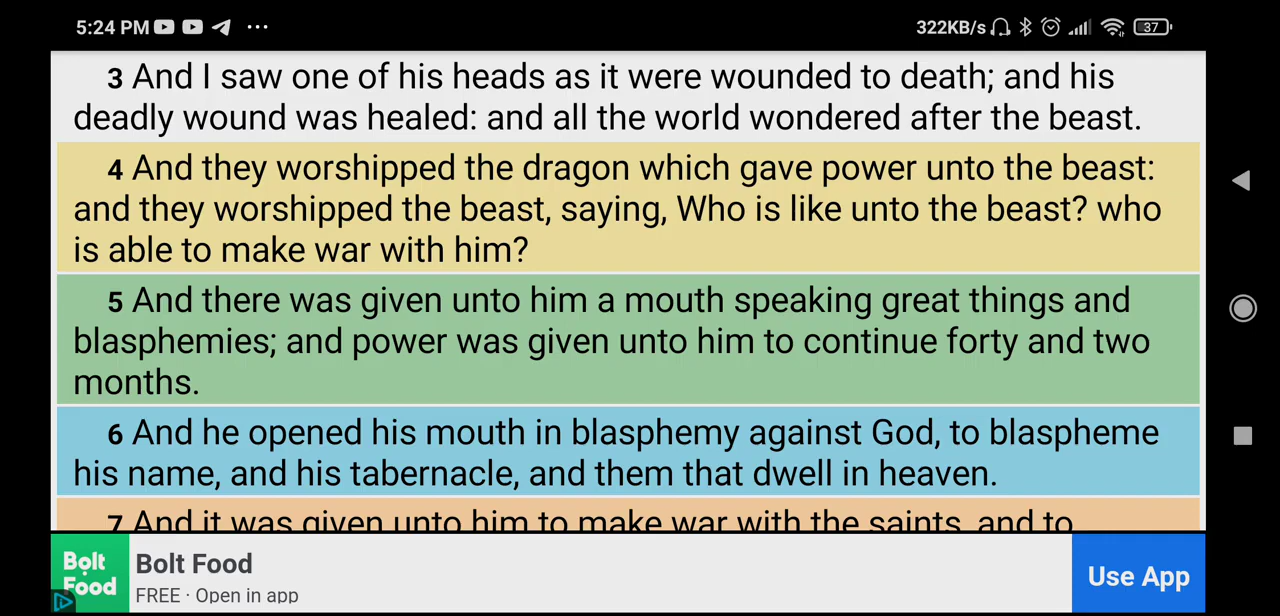 5:24 PM ... 322KB/s 37
3 And I saw one of his heads as it were wounded to death; and his
deadly wound was healed: and all the world wondered after the beast.
4 And they worshipped the dragon which gave power unto the beast:
and they worshipped the beast, saying, Who is like unto the beast? who
is able to make war with him?
5 And there was given unto him a mouth speaking great things and
blasphemies; and power was given unto him to continue forty and two
months.
6 And he opened his mouth in blasphemy against God, to blaspheme
his name, and his tabernacle, and them that dwell in heaven.
7 And it was given unto him to make war with the saints, and to
Bolt
Food
Bolt Food
FREE · Open in app
Use App